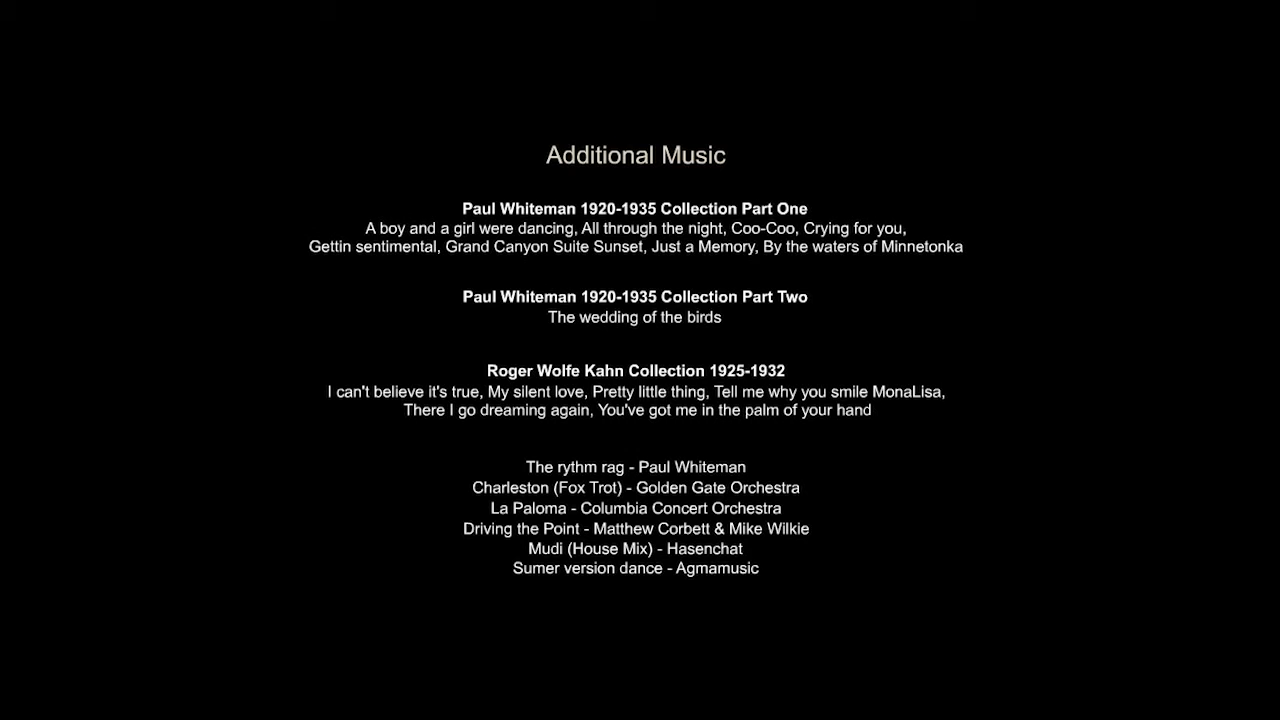 Additional Music
Paul Whiteman 1920-1935 Collection Part One
A boy and a girl were dancing, All through the night, Coo-Coo, Crying for you,
Gettin sentimental, Grand Canyon Suite Sunset, Just a Memory, By the waters of Minnetonka
Paul Whiteman 1920-1935 Collection Part Two
The wedding of the birds
Roger Wolfe Kahn Collection 1925-1932
I can't believe it's true, My silent love, Pretty little thing, Tell me why you smile MonaLisa,
There I go dreaming again, You've got me in the palm of your hand
The rythm rag - Paul Whiteman
Charleston (Fox Trot) - Golden Gate Orchestra
La Paloma - Columbia Concert Orchestra
Driving the Point - Matthew Corbett & Mike Wilkie
Mudi (House Mix) - Hasenchat
Sumer version dance - Agmamusic